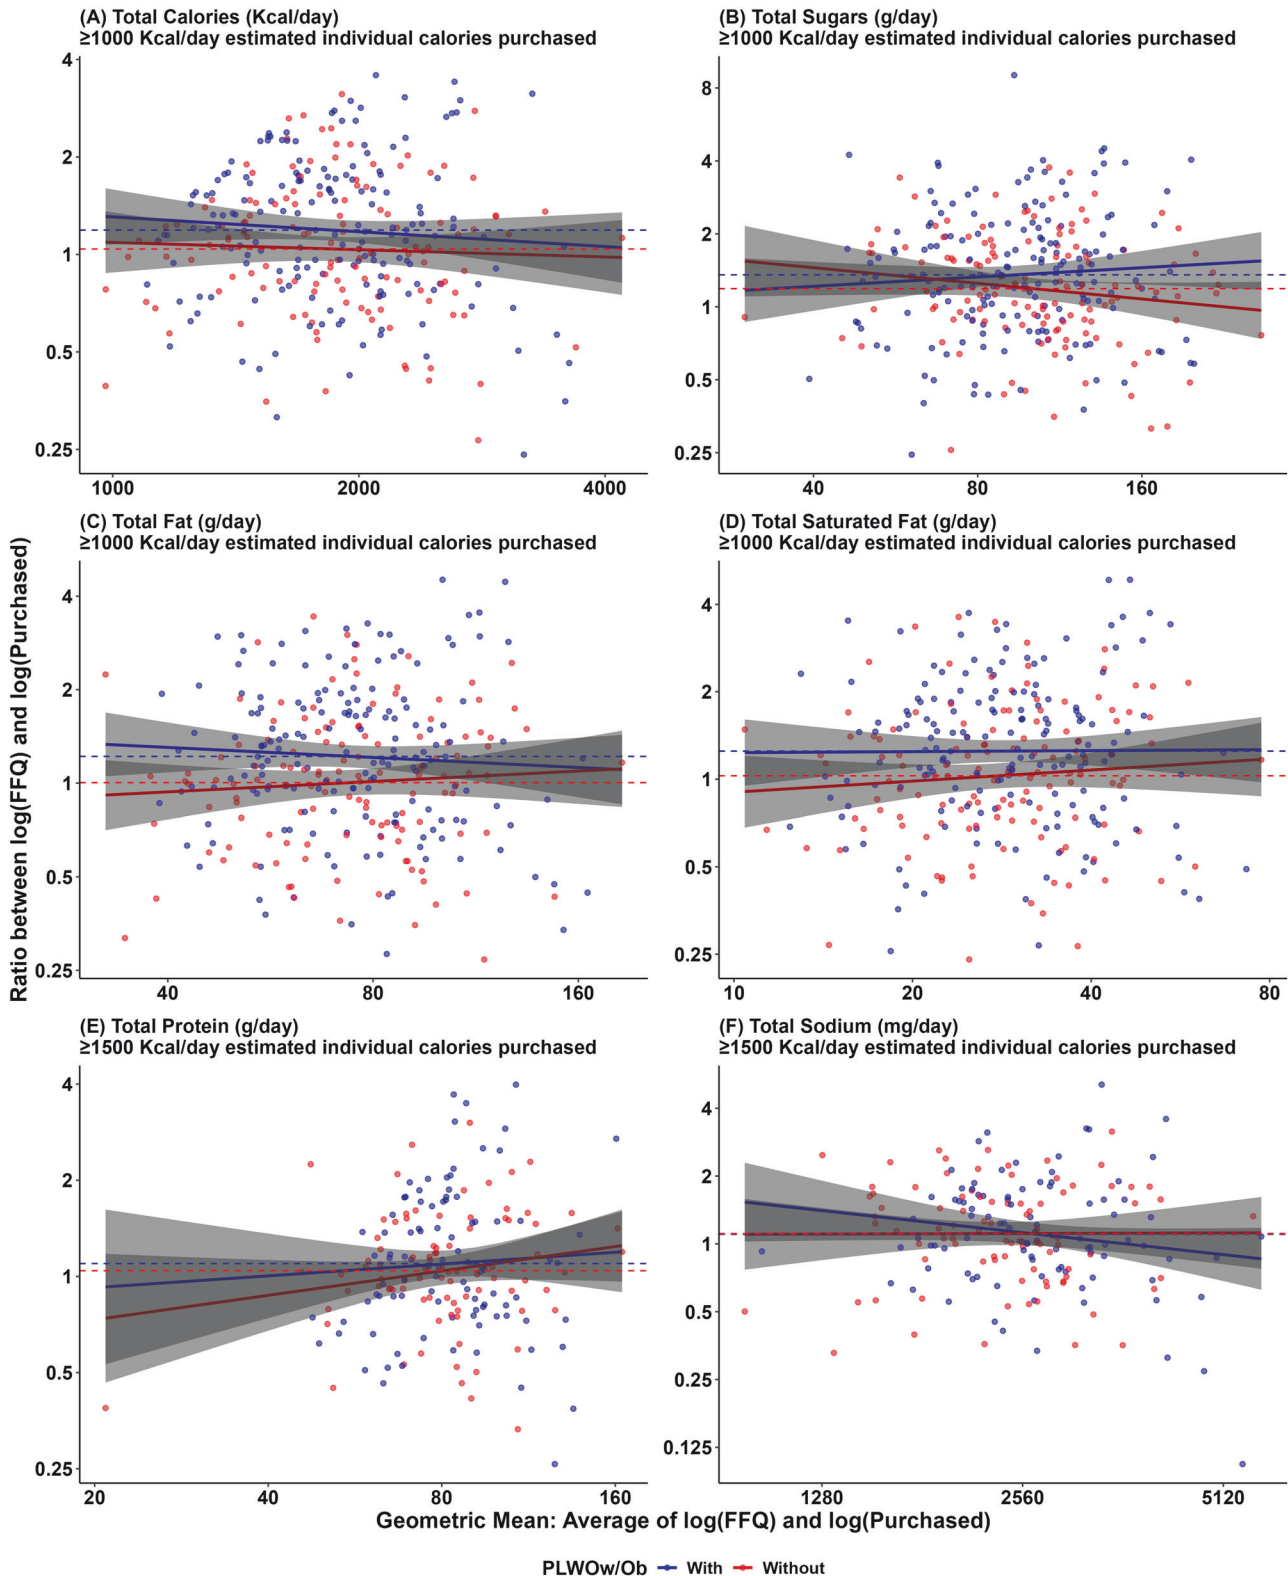 (A) Total Calories (Kcal/day)
≥1000 Kcal/day estimated individual calories purchased
4
2
1
0.5
0.25
1000 2000 4000
(B) Total Sugars (g/day)
≥1000 Kcal/day estimated individual calories purchased
8
4
2
1
0.5
0.25
40 80 160
(C) Total Fat (g/day)
≥1000 Kcal/day estimated individual calories purchased
4
2
1
0.5
0.25
40 80 160
(D) Total Saturated Fat (g/day)
≥1000 Kcal/day estimated individual calories purchased
4
2
1
0.5
0.25
10 20 40 80
(E) Total Protein (g/day)
≥1500 Kcal/day estimated individual calories purchased
4
2
1
0.5
0.25
20 40 80 160
(F) Total Sodium (mg/day)
≥1500 Kcal/day estimated individual calories purchased
4
2
1
0.5
0.25
0.125
1280 2560 5120
Ratio between log(FFQ) and log(Purchased)
Geometric Mean: Average of log(FFQ) and log(Purchased)
PLWOw/Ob With Without